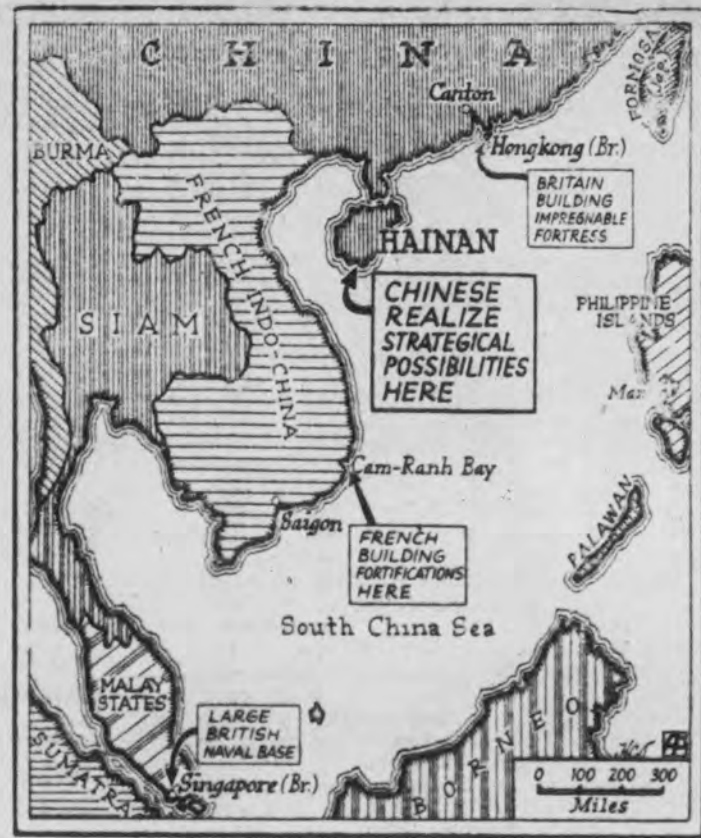 CHINA
FORMOSA
(Jap.)
Canton
BURMA
Hongkong (Br.)
BRITAIN
BUILDING
IMPREGNABLE
FORTRESS
FRENCH INDO-CHINA
HAINAN
SIAM
CHINESE
REALIZE
STRATEGICAL
POSSIBILITIES
HERE
PHILIPPINE
ISLANDS
Cam-Ranh Bay
Saigon
FRENCH
BUILDING
FORTIFICATIONS
HERE
PALAWAN
South China Sea
MALAY
STATES
LARGE
BRITISH
NAVAL BASE
SUMATRA
Singapore (Br.)
BORNEO
0 100 200 300
Miles